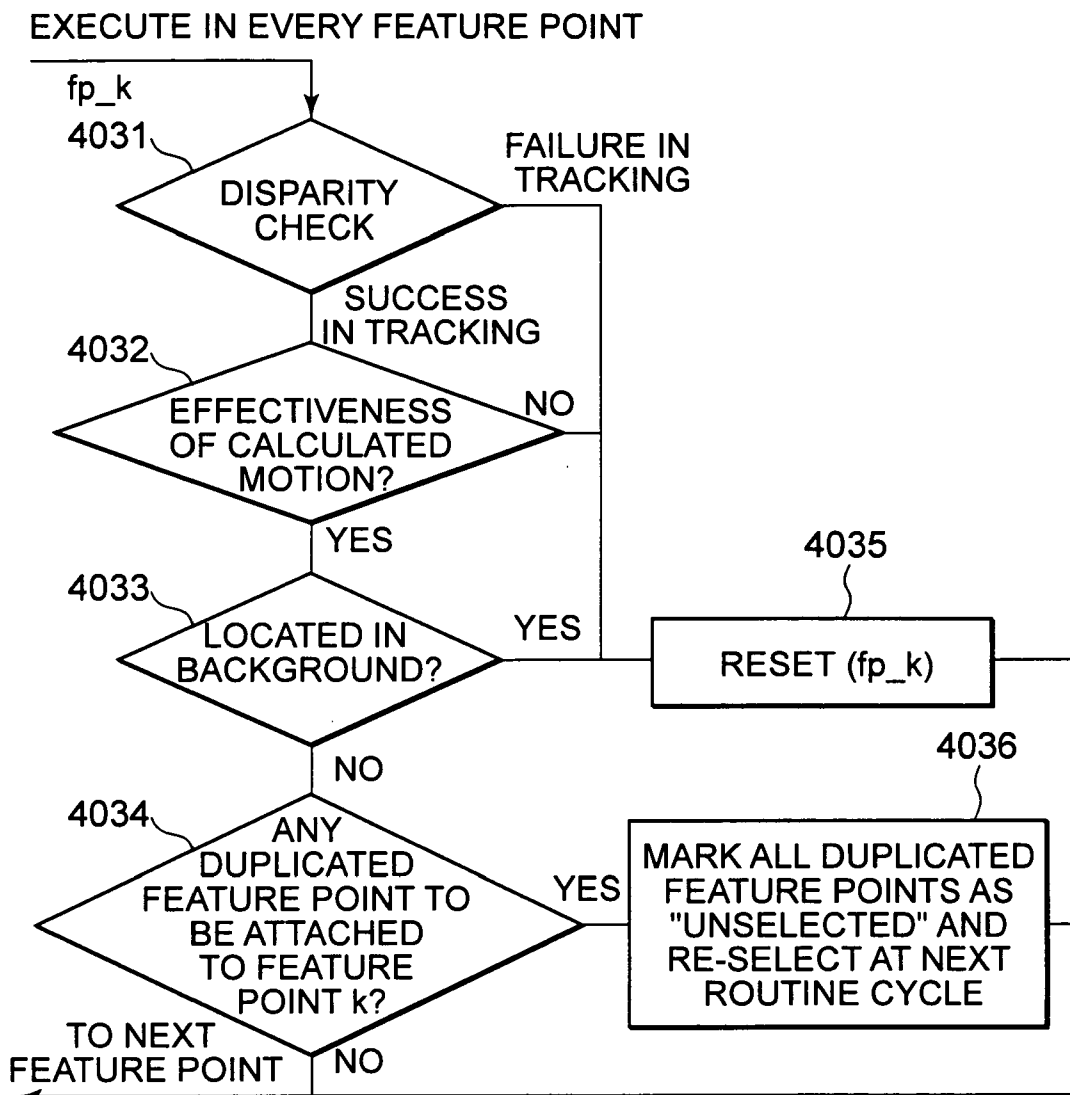 EXECUTE IN EVERY FEATURE POINT
fp_k
4031
DISPARITY
CHECK
FAILURE IN
TRACKING
SUCCESS
IN TRACKING
4032
EFFECTIVENESS
OF CALCULATED
MOTION?
NO
YES
4033
LOCATED IN
BACKGROUND?
YES
4035
RESET (fp_k)
NO
4034
ANY
DUPLICATED
FEATURE POINT TO
BE ATTACHED
TO FEATURE
POINT k?
YES
4036
MARK ALL DUPLICATED
FEATURE POINTS AS
"UNSELECTED" AND
RE-SELECT AT NEXT
ROUTINE CYCLE
TO NEXT
FEATURE POINT
NO